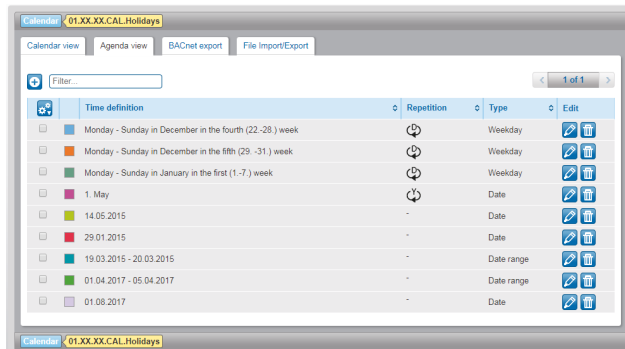 Calendar 01.XX.XX.CAL.Holidays
Calendar view Agenda view BACnet export File Import/Export
Filter... 1 of 1
Time definition Repetition Type Edit
Monday - Sunday in December in the fourth (22.-28.) week D Weekday
Monday - Sunday in December in the fifth (29. -31.) week D Weekday
Monday - Sunday in January in the first (1.-7.) week D Weekday
1. May Y Date
14.05.2015 - Date
29.01.2015 - Date
19.03.2015 - 20.03.2015 - Date range
01.04.2017 - 05.04.2017 - Date range
01.08.2017 - Date
Calendar 01.XX.XX.CAL.Holidays